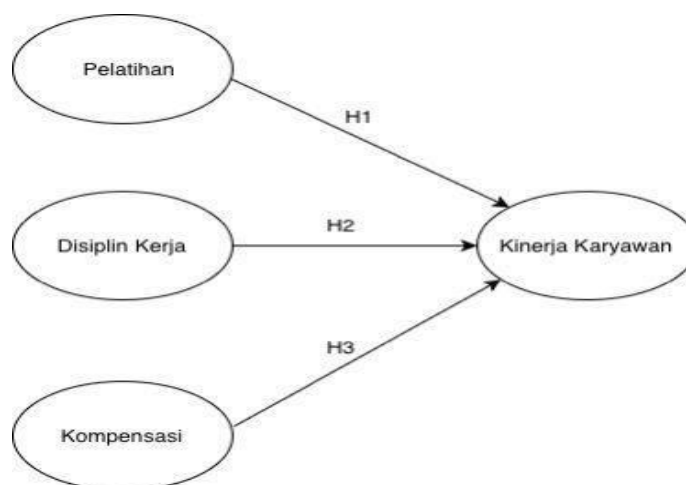 Pelatihan
H1
Disiplin Kerja
H2
Kinerja Karyawan
H3
Kompensasi